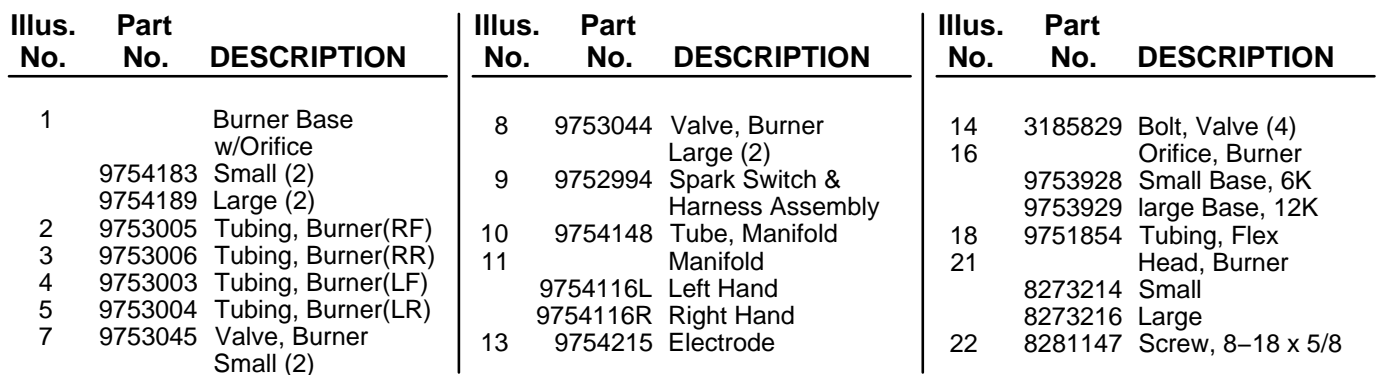 Illus. Part
No. No. DESCRIPTION
1 Burner Base
w/Orifice
9754183 Small (2)
9754189 Large (2)
2 9753005 Tubing, Burner(RF)
3 9753006 Tubing, Burner(RR)
4 9753003 Tubing, Burner(LF)
5 9753004 Tubing, Burner(LR)
7 9753045 Valve, Burner
Small (2)
Illus. Part
No. No. DESCRIPTION
8 9753044 Valve, Burner
Large (2)
9 9752994 Spark Switch &
Harness Assembly
10 9754148 Tube, Manifold
11 Manifold
9754116L Left Hand
9754116R Right Hand
13 9754215 Electrode
Illus. Part
No. No. DESCRIPTION
14 3185829 Bolt, Valve (4)
16 Orifice, Burner
9753928 Small Base, 6K
9753929 large Base, 12K
18 9751854 Tubing, Flex
21 Head, Burner
8273214 Small
8273216 Large
22 8281147 Screw, 8−18 x 5/8